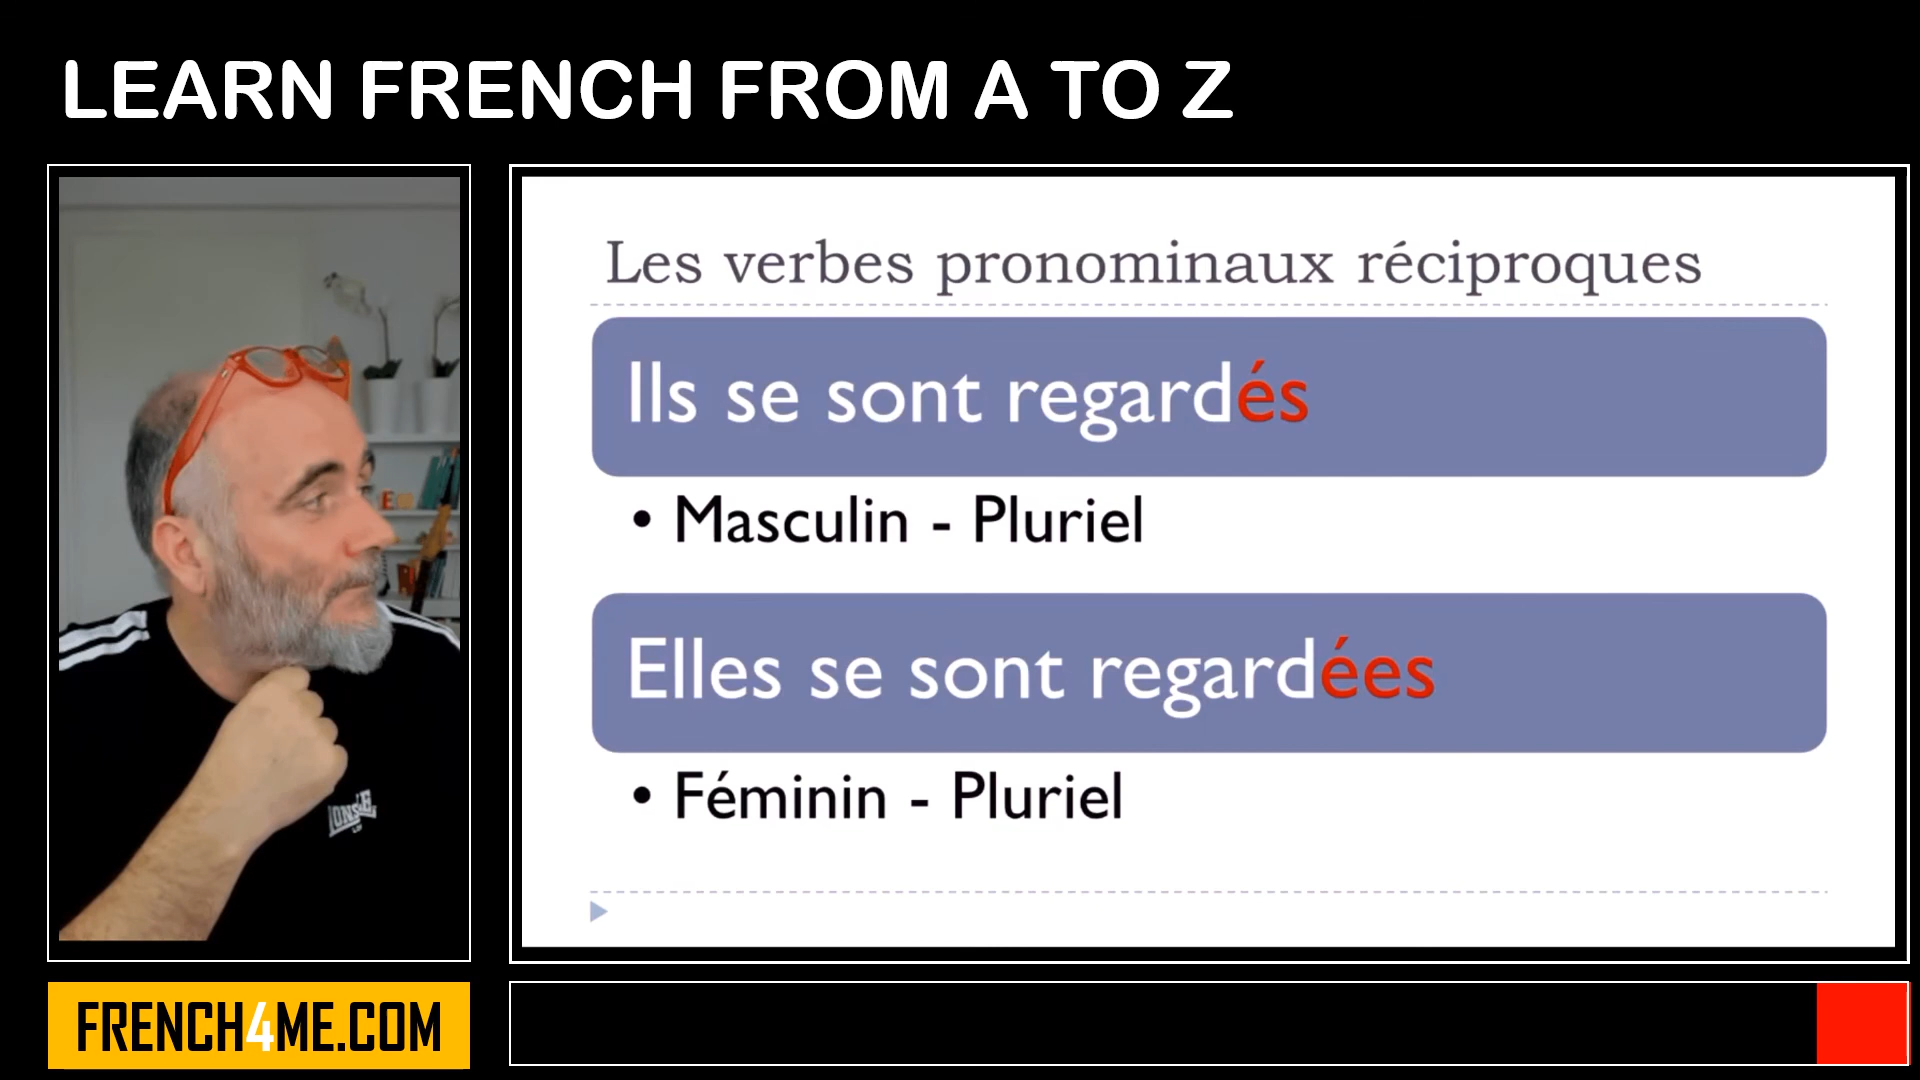 LEARN FRENCH FROM A TO Z
Les verbes pronominaux réciproques
Ils se sont regardés
• Masculin - Pluriel
Elles se sont regardées
• Féminin - Pluriel
LONSDALE
FRENCH4ME.COM